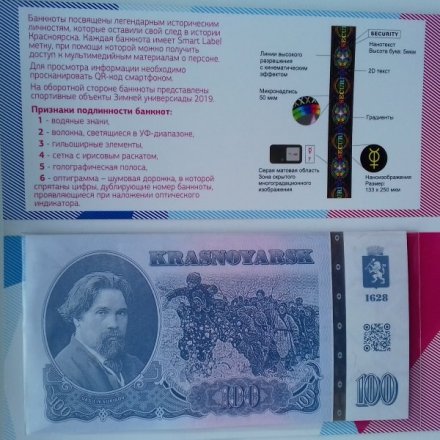 Банкноты посвящены легендарным историческим
личностям, которые оставили свой след в истории
Красноярска. Каждая банкнота имеет Smart Label
метку, при помощи которой можно получить
доступ к мультимедийным материалам о персоне.
Для просмотра информации необходимо
просканировать QR-код смартфоном.
На оборотной стороне банкноты представлены
спортивные объекты Зимней универсиады 2019.
Признаки подлинности банкнот:
1 - водяные знаки,
2 - волокна, светящиеся в УФ-диапазоне,
3 - гильоширные элементы,
4 - сетка с ирисовым раскатом,
5 - голографическая полоса,
6 - оптиграмма – шумовая дорожка, в которой
спрятаны цифры, дублирующие номер банкноты,
проявляющиеся при наложении оптического
индикатора.
SECURITY
Нанотекст
Высота букв: 6мкм
Линии высокого
разрешения
с кинематическим
эффектом
2D текст
Микронадпись
50 мкм
Градиенты
Серая матовая область
Зона скрытого
многоградационного
изображения
Наноизображения
Размер:
153 x 250 мкм
KRASNOYARSK
1628
100
100
100